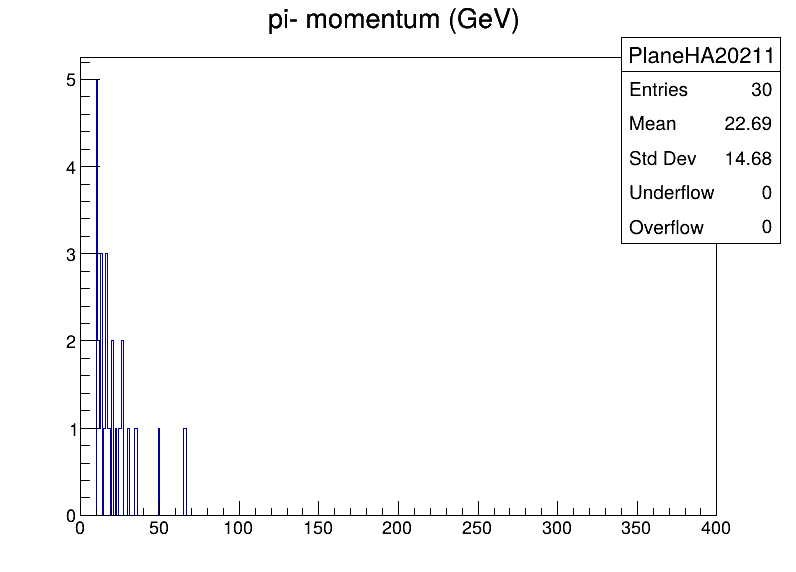 pi- momentum (GeV)
PlaneHA20211
Entries 30
Mean 22.69
Std Dev 14.68
Underflow 0
Overflow 0
5
4
3
2
1
0
0 50 100 150 200 250 300 350 400